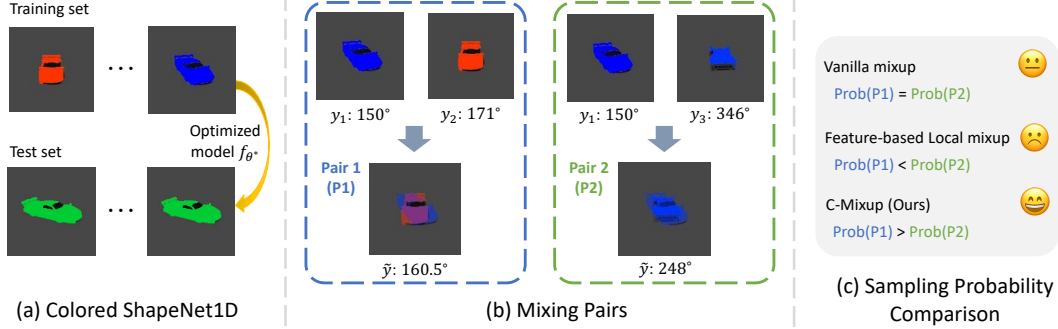 Training set
...
Test set
...
Optimized
model f_θ*
(a) Colored ShapeNet1D
y₁: 150°
y₂: 171°
Pair 1
(P1)
ỹ: 160.5°
y₁: 150°
y₃: 346°
Pair 2
(P2)
ỹ: 248°
(b) Mixing Pairs
Vanilla mixup
Prob(P1) = Prob(P2)
Feature-based Local mixup
Prob(P1) < Prob(P2)
C-Mixup (Ours)
Prob(P1) > Prob(P2)
(c) Sampling Probability
Comparison